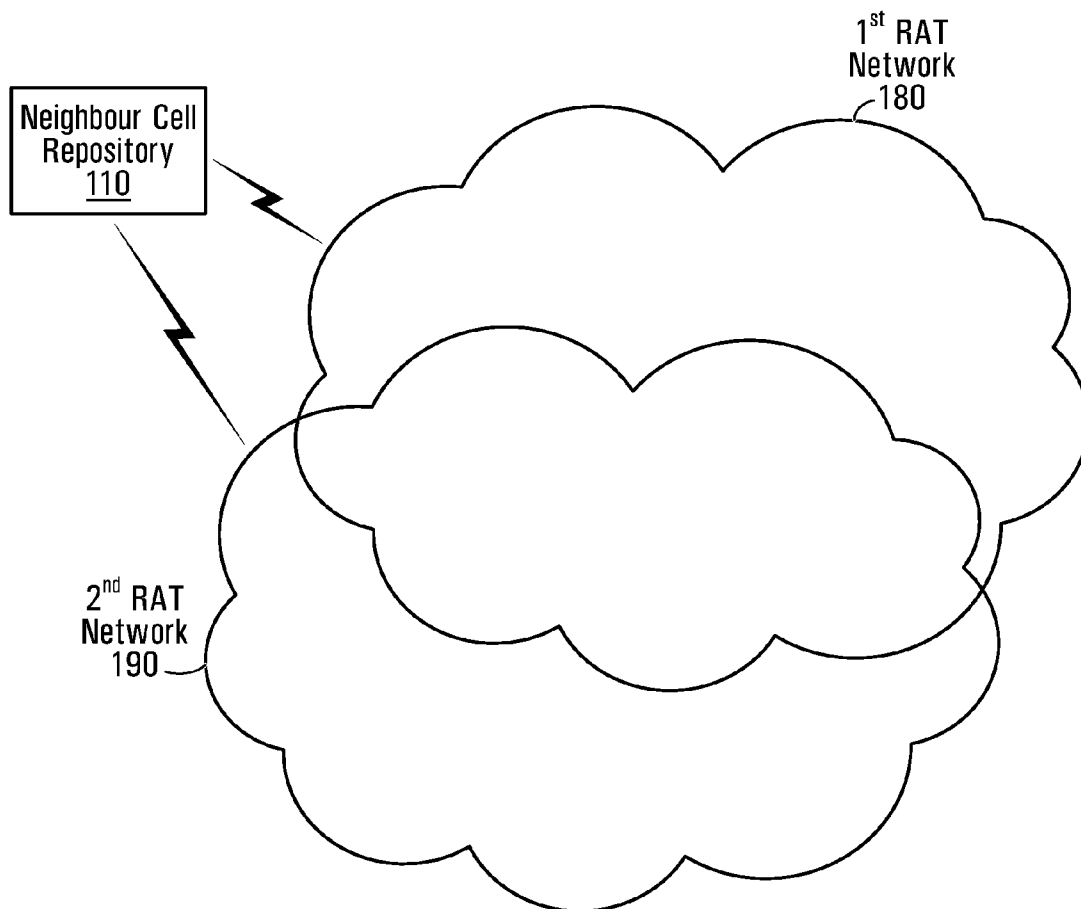 1st RAT
Network
180
Neighbour Cell
Repository
110
2nd RAT
Network
190